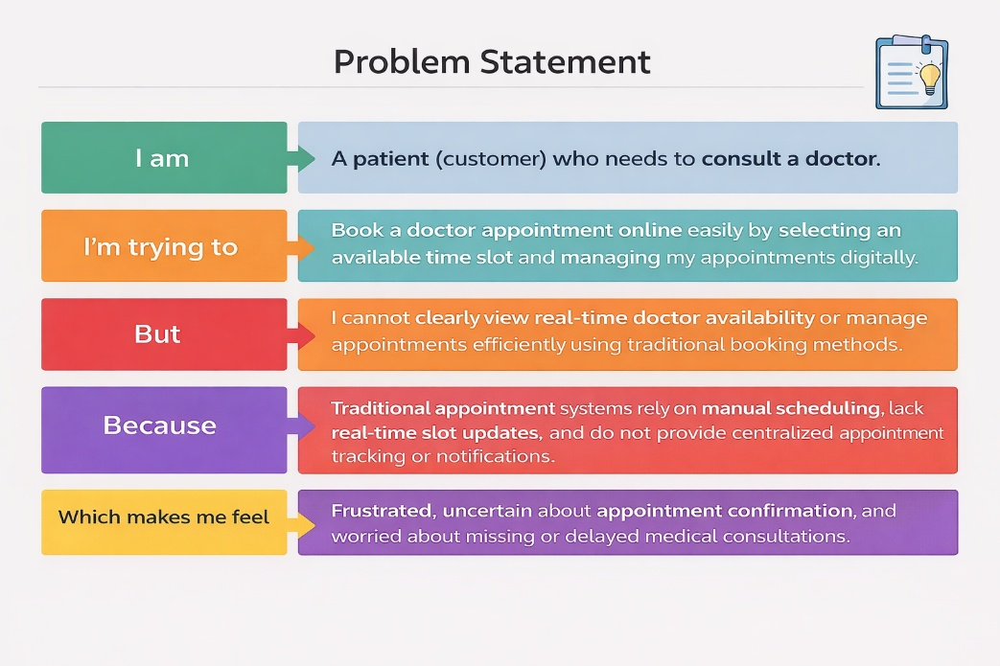 Problem Statement
I am
A patient (customer) who needs to consult a doctor.
I'm trying to
Book a doctor appointment online easily by selecting an
available time slot and managing my appointments digitally.
But
I cannot clearly view real-time doctor availability or manage
appointments efficiently using traditional booking methods.
Because
Traditional appointment systems rely on manual scheduling, lack
real-time slot updates, and do not provide centralized appointment
tracking or notifications.
Which makes me feel
Frustrated, uncertain about appointment confirmation, and
worried about missing or delayed medical consultations.